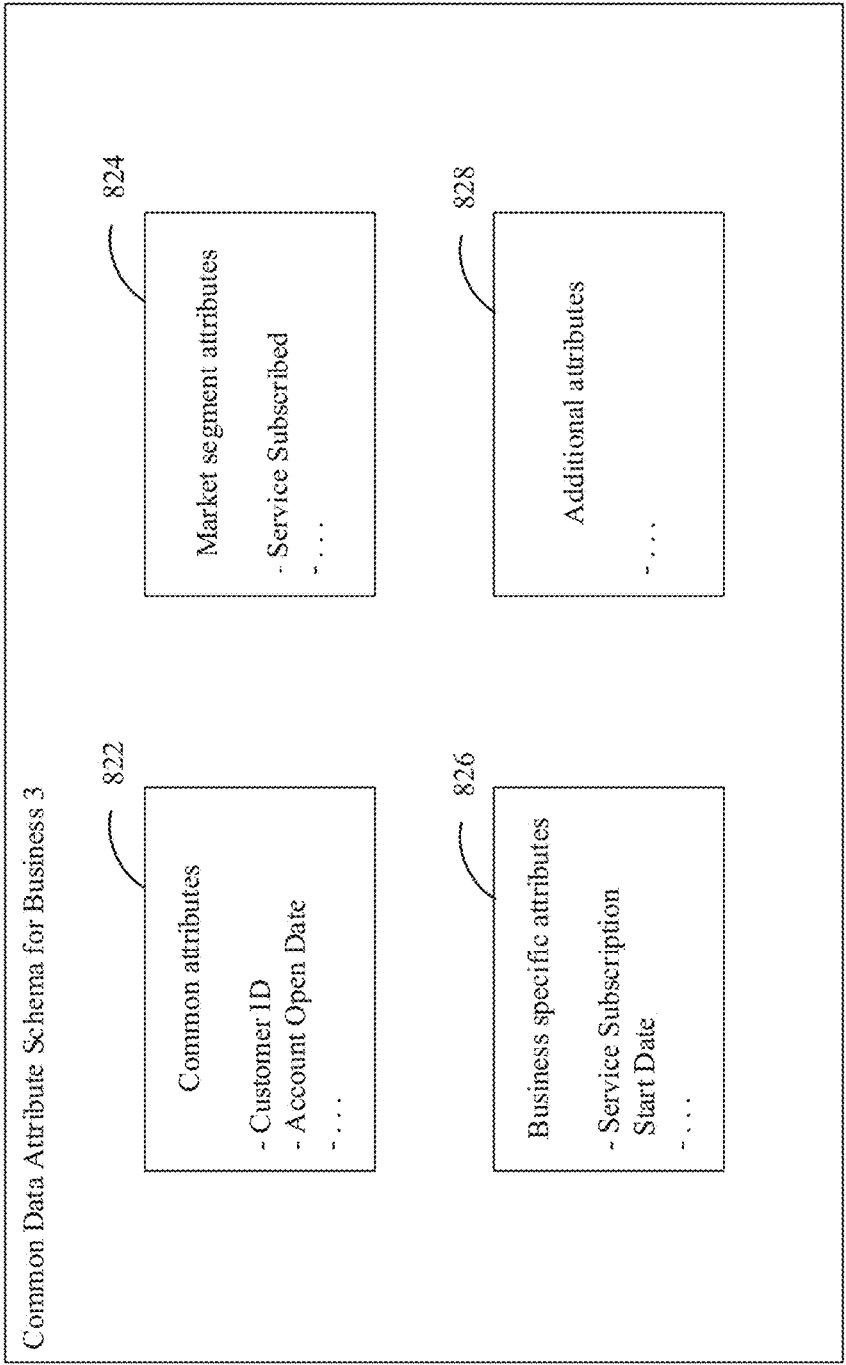 Common Data Attribute Schema for Business 3
822
Common attributes
- Customer ID
- Account Open Date
- . . .
824
Market segment attributes
- Service Subscribed
- . . .
826
Business specific attributes
- Service Subscription
Start Date
- . . .
828
Additional attributes
- . . .